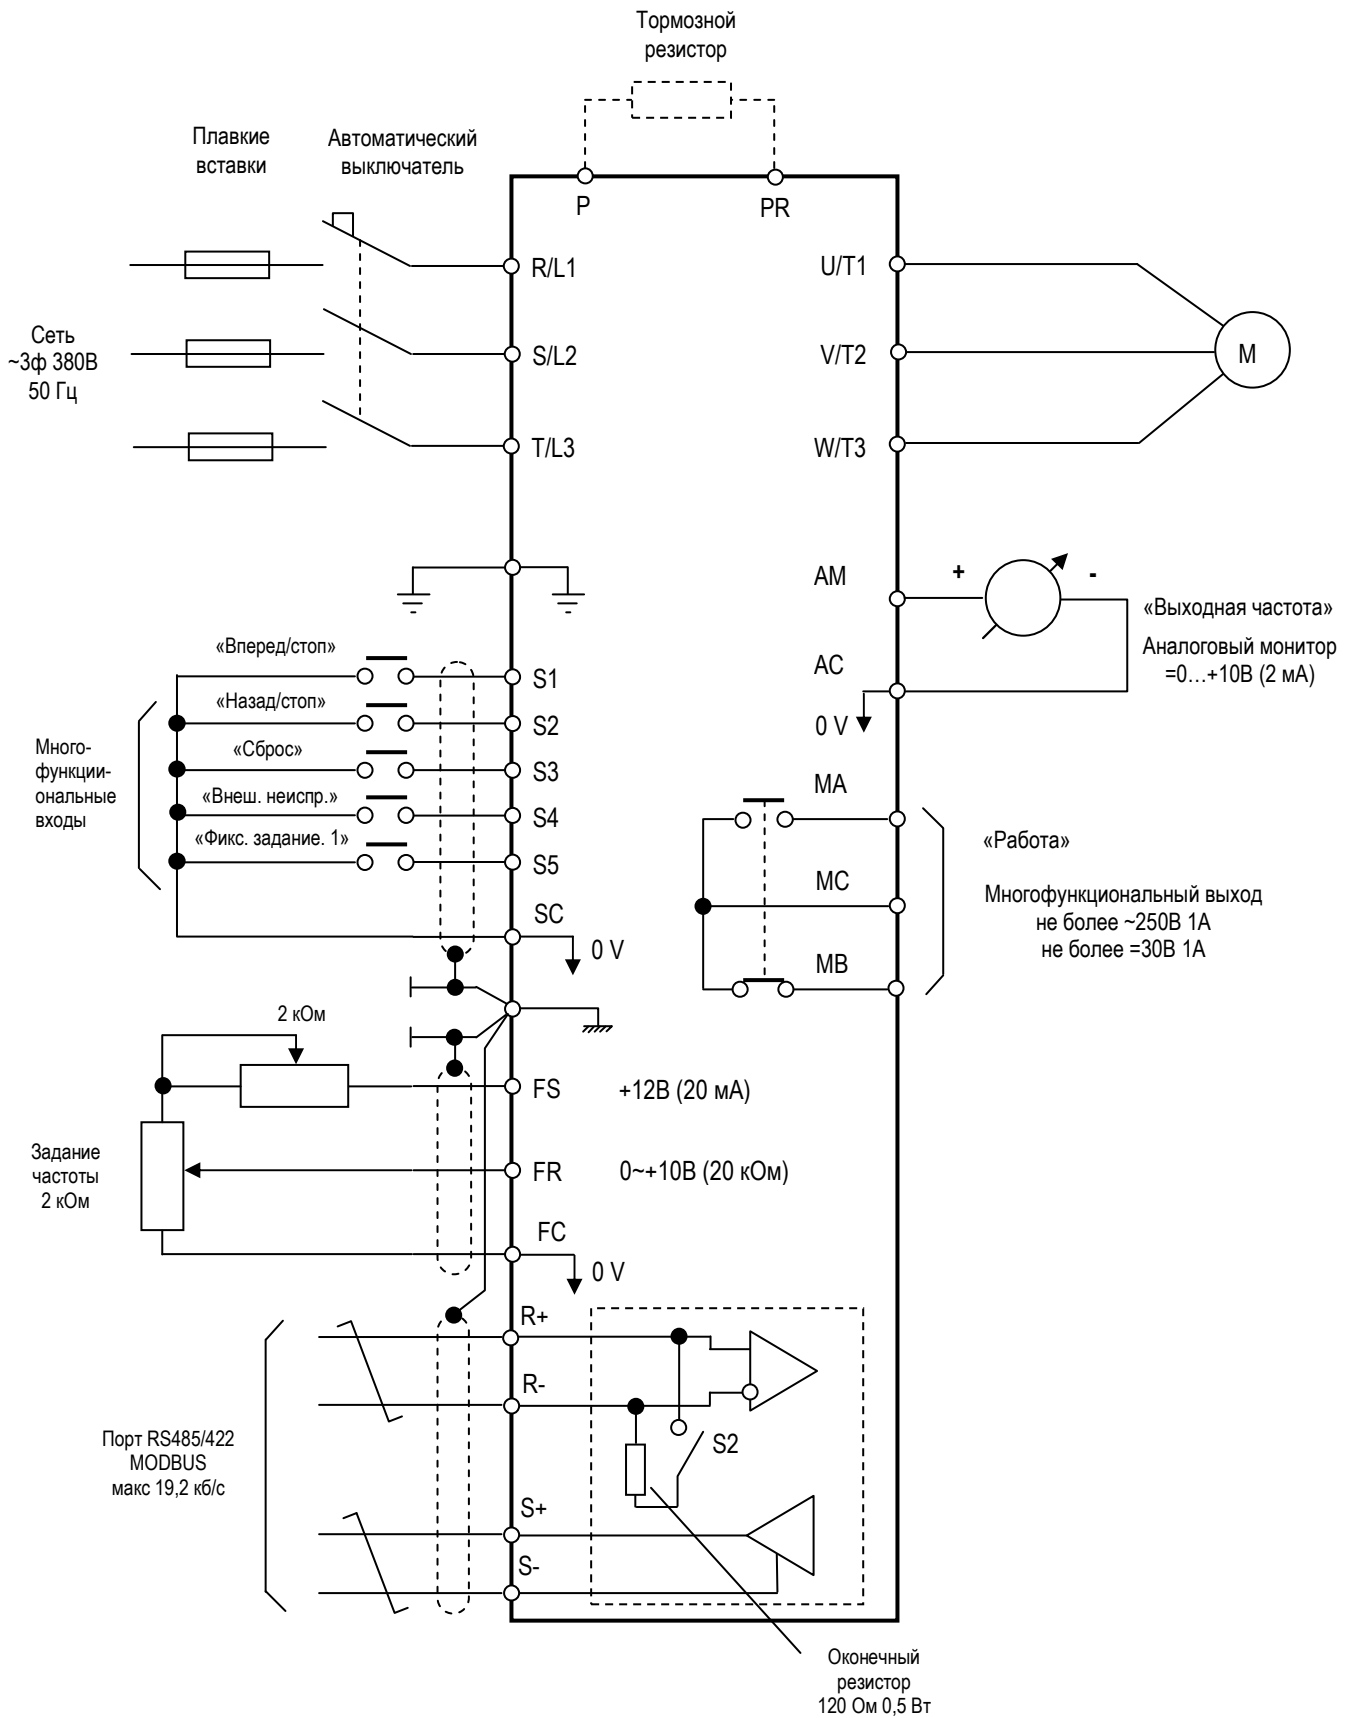 Тормозной
резистор
Плавкие
вставки
Автоматический
выключатель
P
PR
R/L1
U/T1
Сеть
~3ф 380В
50 Гц
S/L2
V/T2
M
T/L3
W/T3
AM
+
-
«Выходная частота»
Аналоговый монитор
=0…+10В (2 мА)
AC
0 V
«Вперед/стоп»
S1
«Назад/стоп»
S2
«Сброс»
S3
«Внеш. неиспр.»
S4
«Фикс. задание. 1»
S5
Много-
функции-
ональные
входы
SC
0 V
MA
MC
MB
«Работа»
Многофункциональный выход
не более ~250В 1А
не более =30В 1А
2 кОм
FS
+12В (20 мА)
Задание
частоты
2 кОм
FR
0~+10В (20 кОм)
FC
0 V
R+
R-
S2
Порт RS485/422
MODBUS
макс 19,2 кб/с
S+
S-
Оконечный
резистор
120 Ом 0,5 Вт